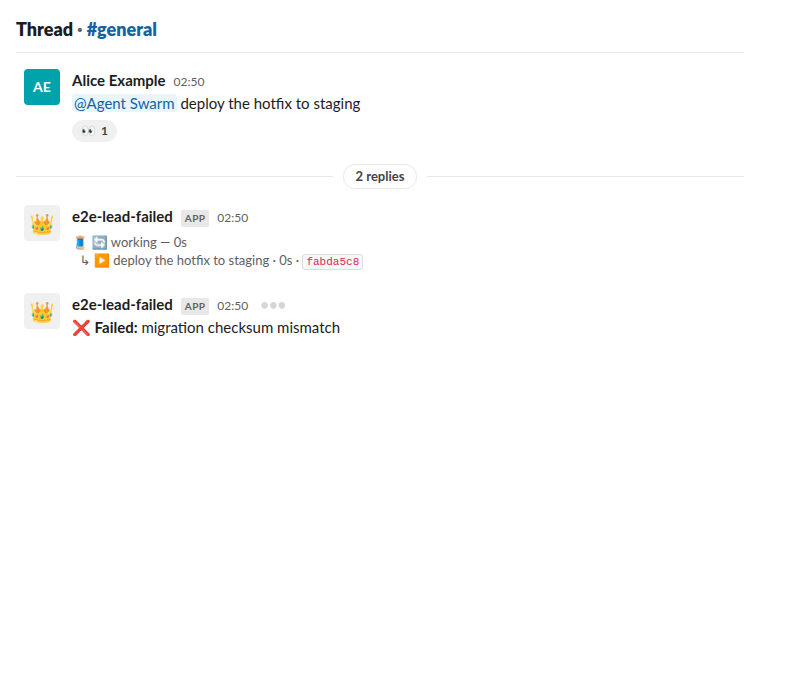 Thread • #general
AE
Alice Example 02:50
@Agent Swarm deploy the hotfix to staging
👀 1
2 replies
e2e-lead-failed APP 02:50
🧵 🔄 working — 0s
↳ ▶️ deploy the hotfix to staging · 0s · fabda5c8
e2e-lead-failed APP 02:50
❌ Failed: migration checksum mismatch